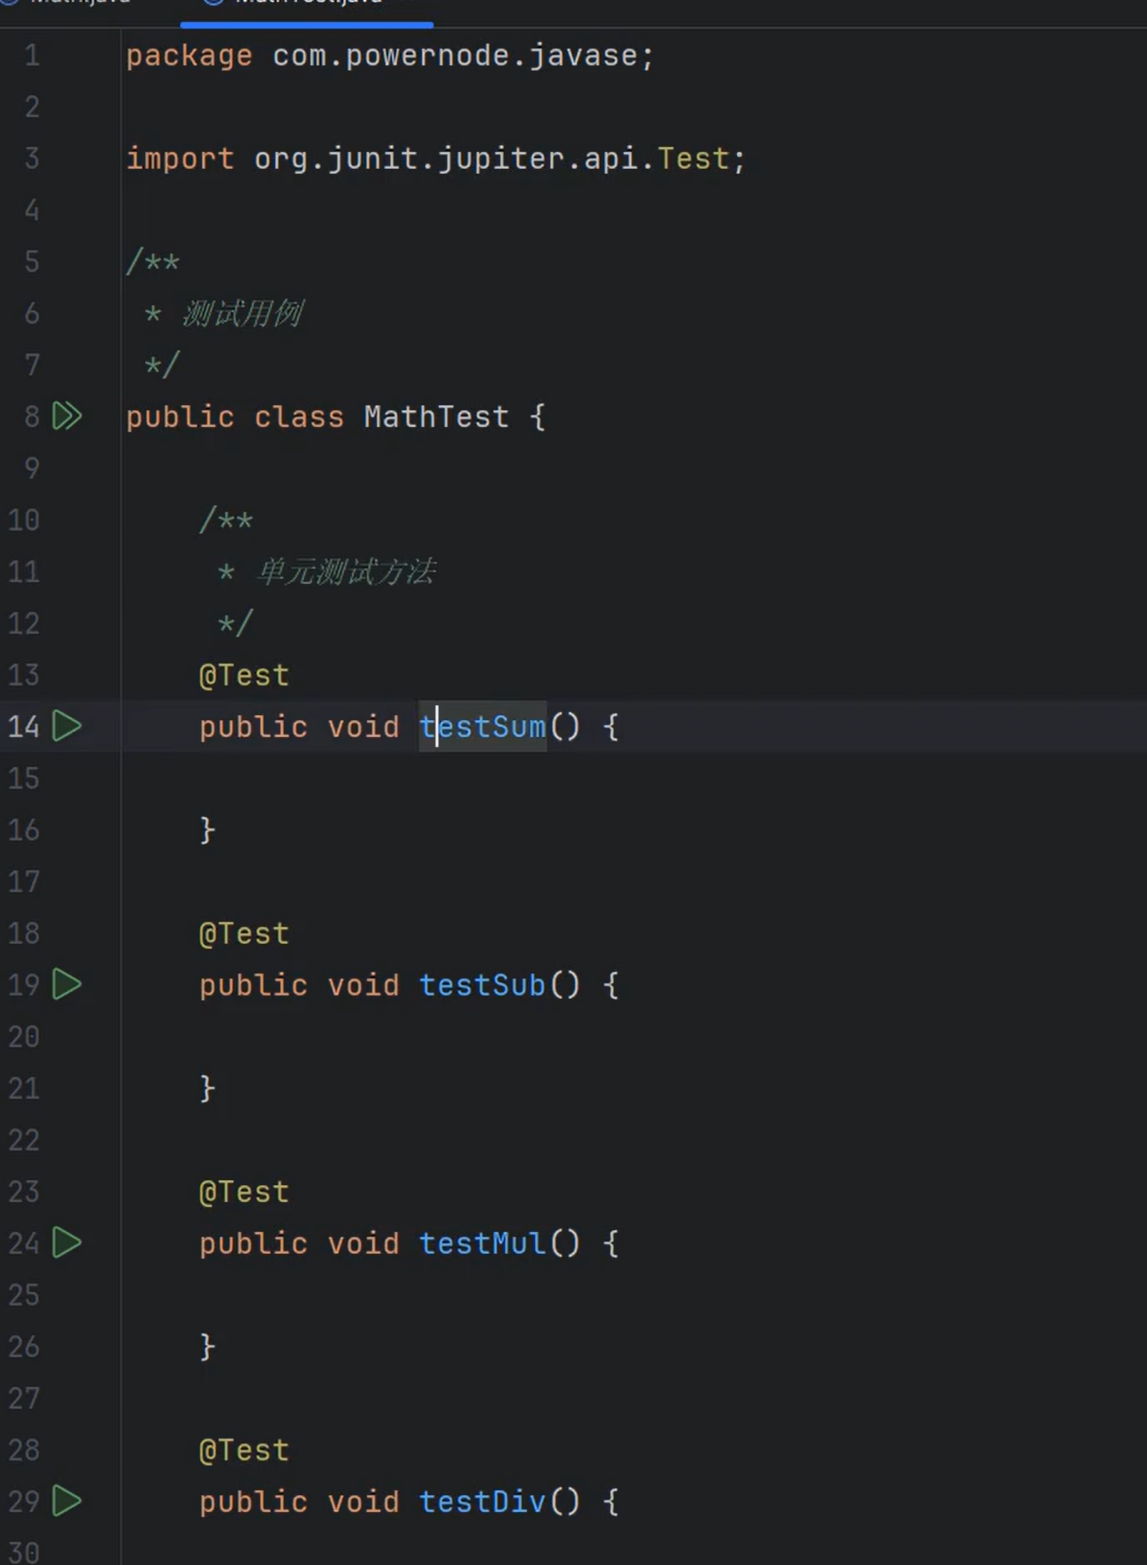 1 package com.powernode.javase;
2
3 import org.junit.jupiter.api.Test;
4
5 /**
6 * 测试用例
7 */
8 public class MathTest {
9
10 /**
11 * 单元测试方法
12 */
13 @Test
14 public void testSum() {
15
16 }
17
18 @Test
19 public void testSub() {
20
21 }
22
23 @Test
24 public void testMul() {
25
26 }
27
28 @Test
29 public void testDiv() {
30